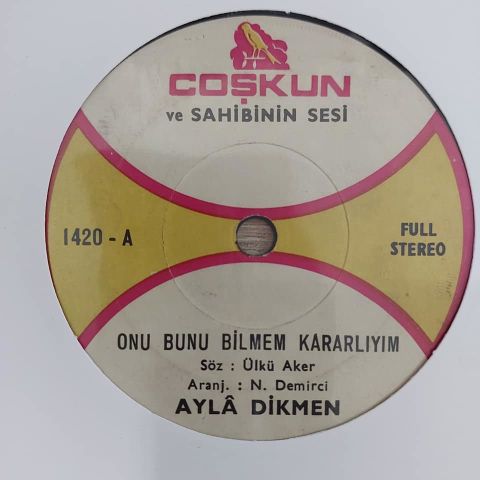 COŞKUN
ve SAHİBİNİN SESİ
1420 - A
FULL
STEREO
ONU BUNU BİLMEM KARARLIYIM
Söz : Ülkü Aker
Aranj. : N. Demirci
AYLÂ DİKMEN